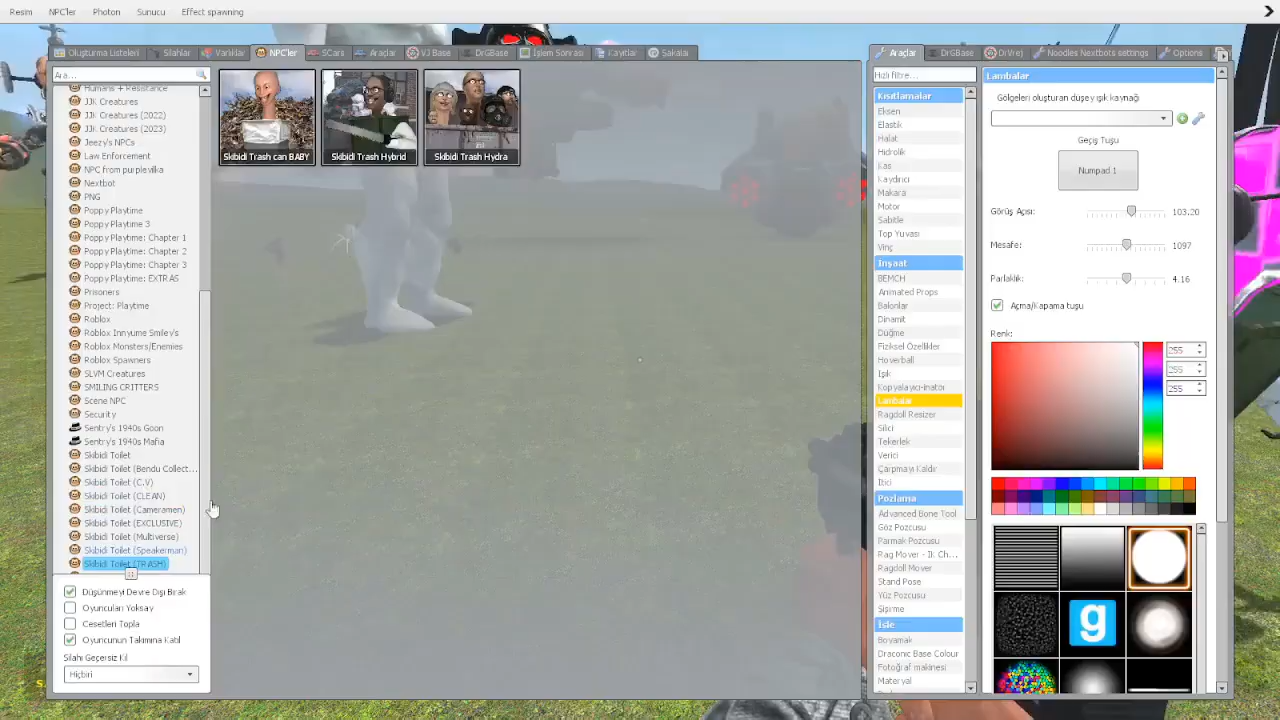 Resim NPC'ler Photon Sunucu Effect spawning
Oluşturma Listeleri Silahlar Varlıklar NPC'ler SCars Araçlar VJ Base DrGBase İşlem Sonrası Kayıtlar Şakalar
Ara...
Humans + Resistance
JJK Creatures
JJK Creatures (2022)
JJK Creatures (2023)
Jeezy's NPCs
Law Enforcement
NPC from purplevilka
Nextbot
PNG
Poppy Playtime
Poppy Playtime 3
Poppy Playtime: Chapter 1
Poppy Playtime: Chapter 2
Poppy Playtime: Chapter 3
Poppy Playtime: EXTRAS
Prisoners
Project: Playtime
Roblox
Roblox Innyume Smiley's
Roblox Monsters/Enemies
Roblox Spawners
SLVM Creatures
SMILING CRITTERS
Scene NPC
Security
Sentry's 1940s Goon
Sentry's 1940s Mafia
Skibidi Toilet
Skibidi Toilet (Bendu Collect...
Skibidi Toilet (C.V)
Skibidi Toilet (CLEAN)
Skibidi Toilet (Cameramen)
Skibidi Toilet (EXCLUSIVE)
Skibidi Toilet (Multiverse)
Skibidi Toilet (Speakerman)
Skibidi Toilet (TRASH)
Düşünmeyi Devre Dışı Bırak
Oyuncuları Yoksay
Cesetleri Topla
Oyuncunun Takımına Katıl
Silahı Geçersiz Kıl
Hiçbiri
Skibidi Trash can BABY
Skibidi Trash Hybrid
Skibidi Trash Hydra
Araçlar DrGBase DrVrej Noodles Nextbots settings Options
Hızlı filtre...
Kısıtlamalar
Eksen
Elastik
Halat
Hidrolik
Kas
Kaydırıcı
Makara
Motor
Sabitle
Top Yuvası
Vinç
İnşaat
BEMCH
Animated Props
Balonlar
Dinamit
Düğme
Fiziksel Özellikler
Hoverball
Işık
Kopyalayıcı-inatör
Lambalar
Ragdoll Resizer
Silici
Tekerlek
Verici
Çarpmayı Kaldır
İtici
Pozlama
Advanced Bone Tool
Göz Pozcusu
Parmak Pozcusu
Rag Mover - IK Ch...
Ragdoll Mover
Stand Pose
Yüz Pozcusu
Şişirme
İşle
Boyamak
Draconic Base Colour
Fotoğraf makinesi
Materyal
Lambalar
Gölgeleri oluşturan düşey ışık kaynağı
Geçiş Tuşu
Numpad 1
Görüş Açısı: 103.20
Mesafe: 1097
Parlaklık: 4.16
Açma/Kapama tuşu
Renk:
255
255
255
g